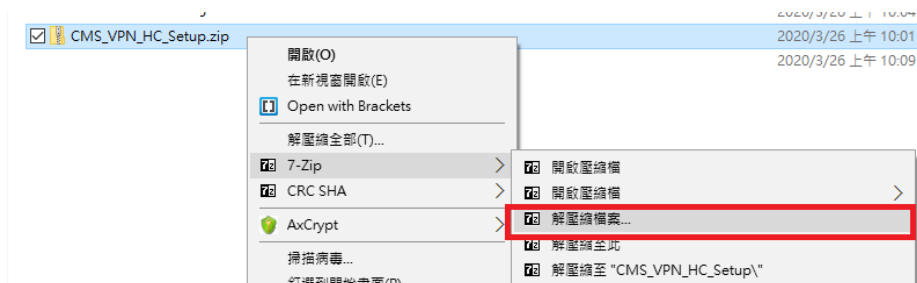 CMS_VPN_HC_Setup.zip
2020/3/26 上午 10:01
2020/3/26 上午 10:09
開啟(O)
在新視窗開啟(E)
Open with Brackets
解壓縮全部(T)...
7-Zip
CRC SHA
AxCrypt
掃描病毒...
開啟壓縮檔
開啟壓縮檔
解壓縮檔案...
解壓縮至此
解壓縮至 "CMS_VPN_HC_Setup\"